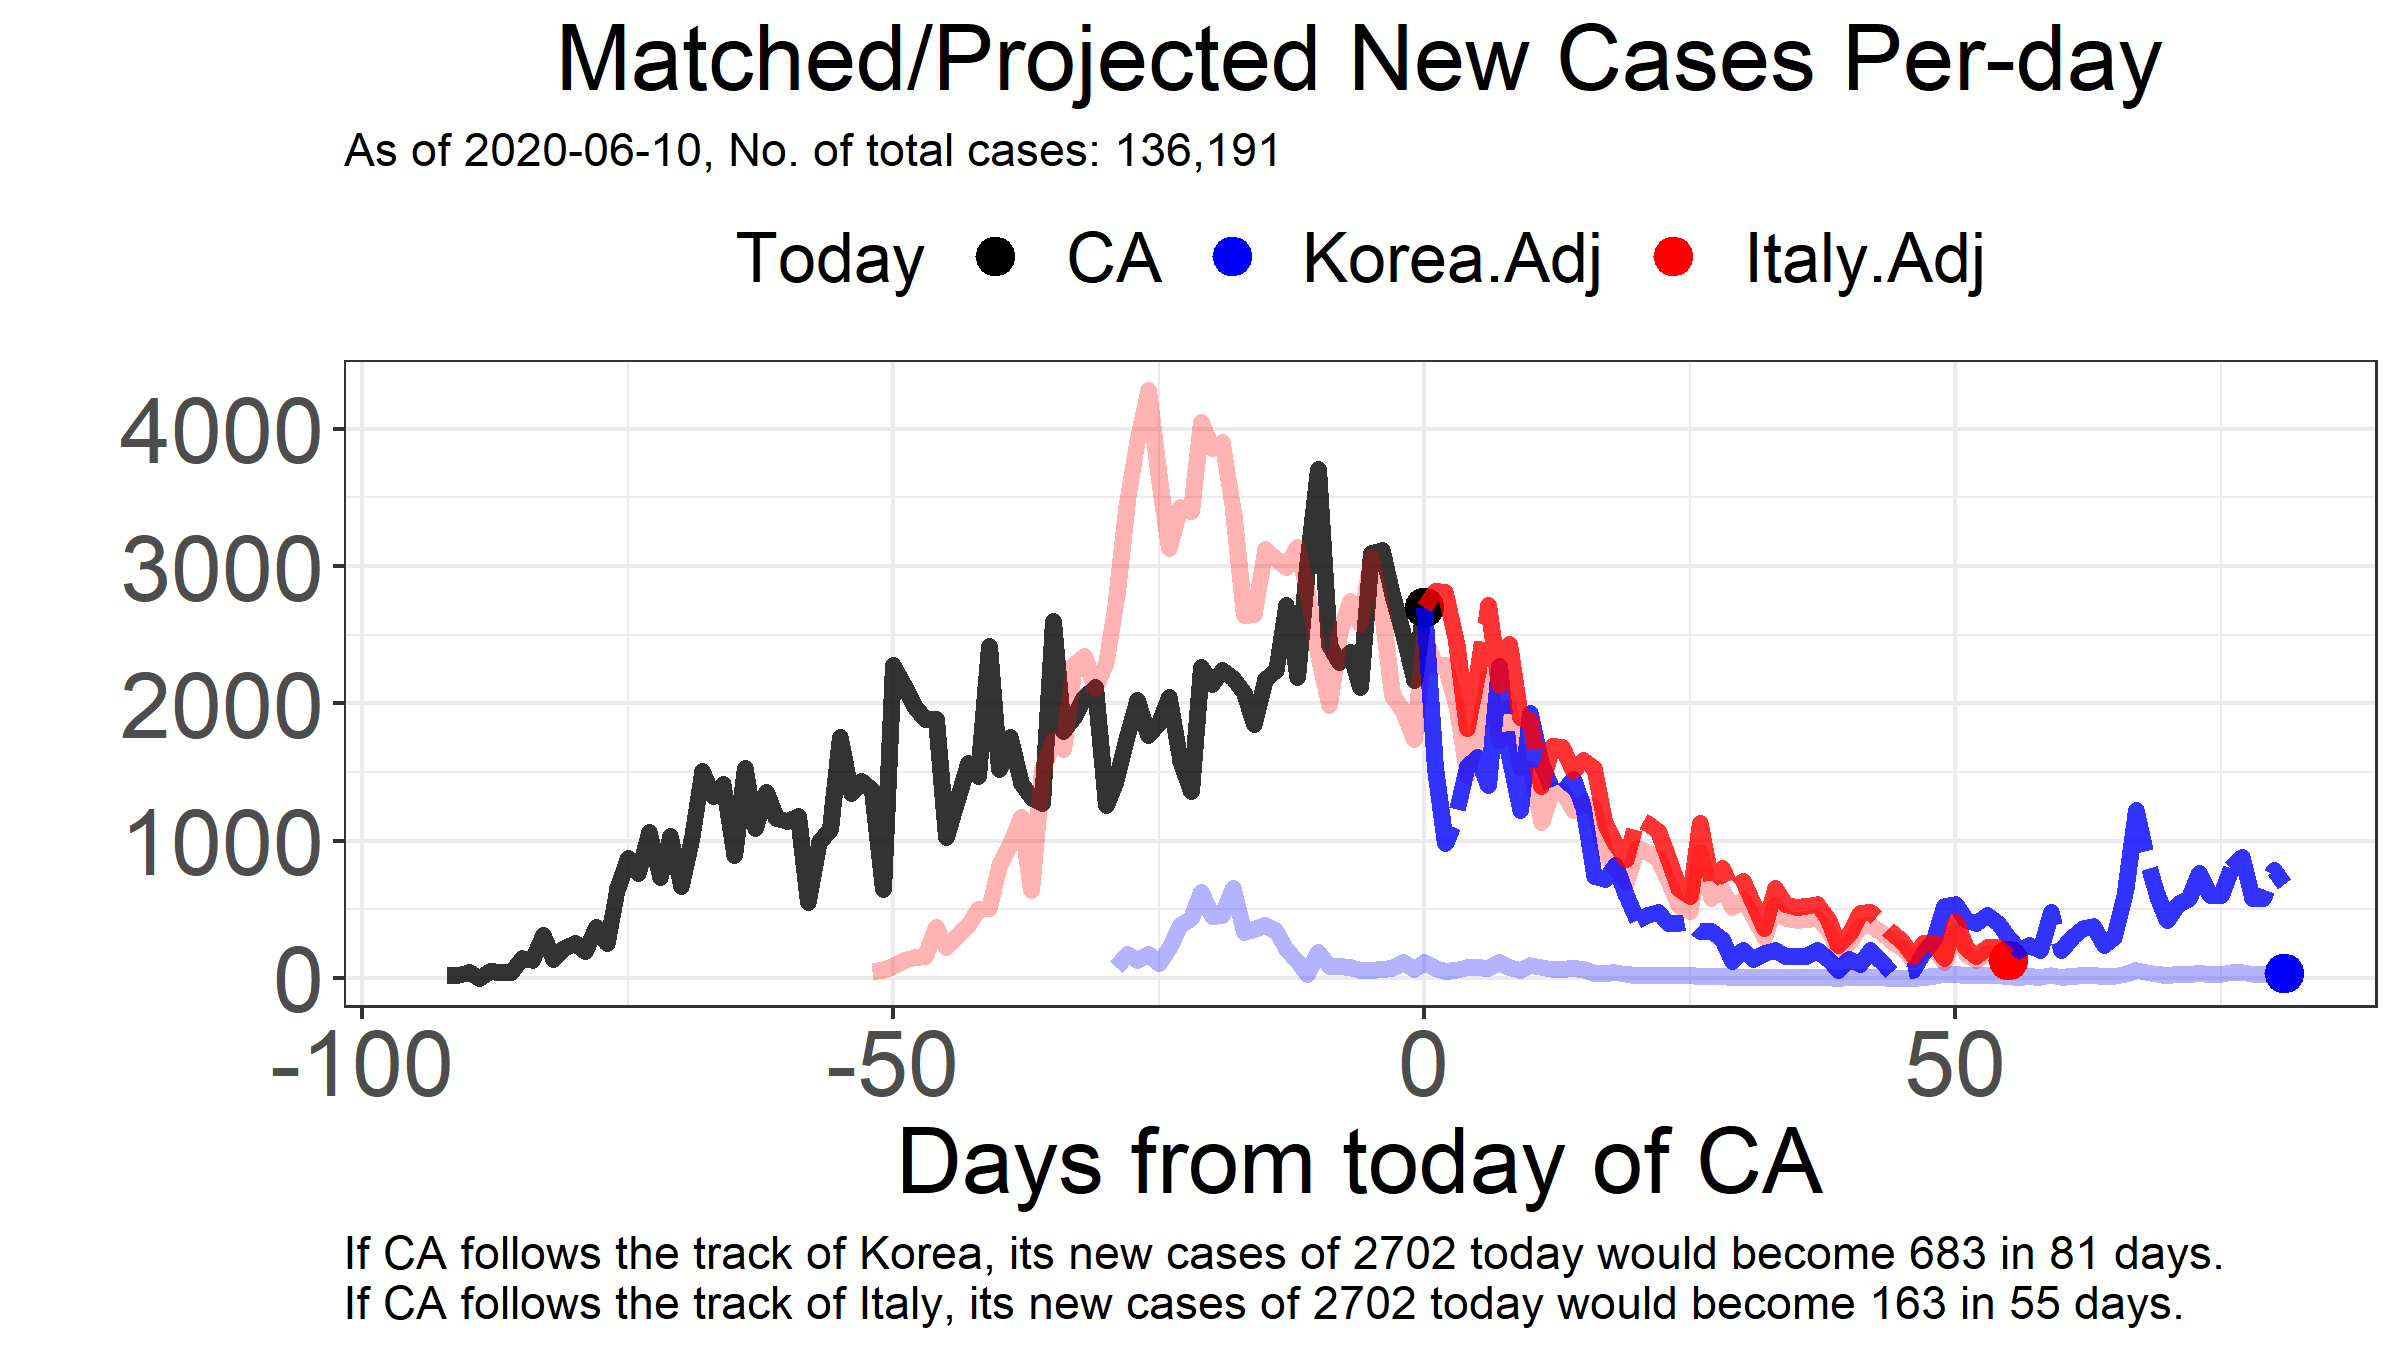 Matched/Projected New Cases Per-day
As of 2020-06-10, No. of total cases: 136,191
Today CA Korea.Adj Italy.Adj
4000
3000
2000
1000
0
-100 -50 0 50
Days from today of CA
If CA follows the track of Korea, its new cases of 2702 today would become 683 in 81 days.
If CA follows the track of Italy, its new cases of 2702 today would become 163 in 55 days.